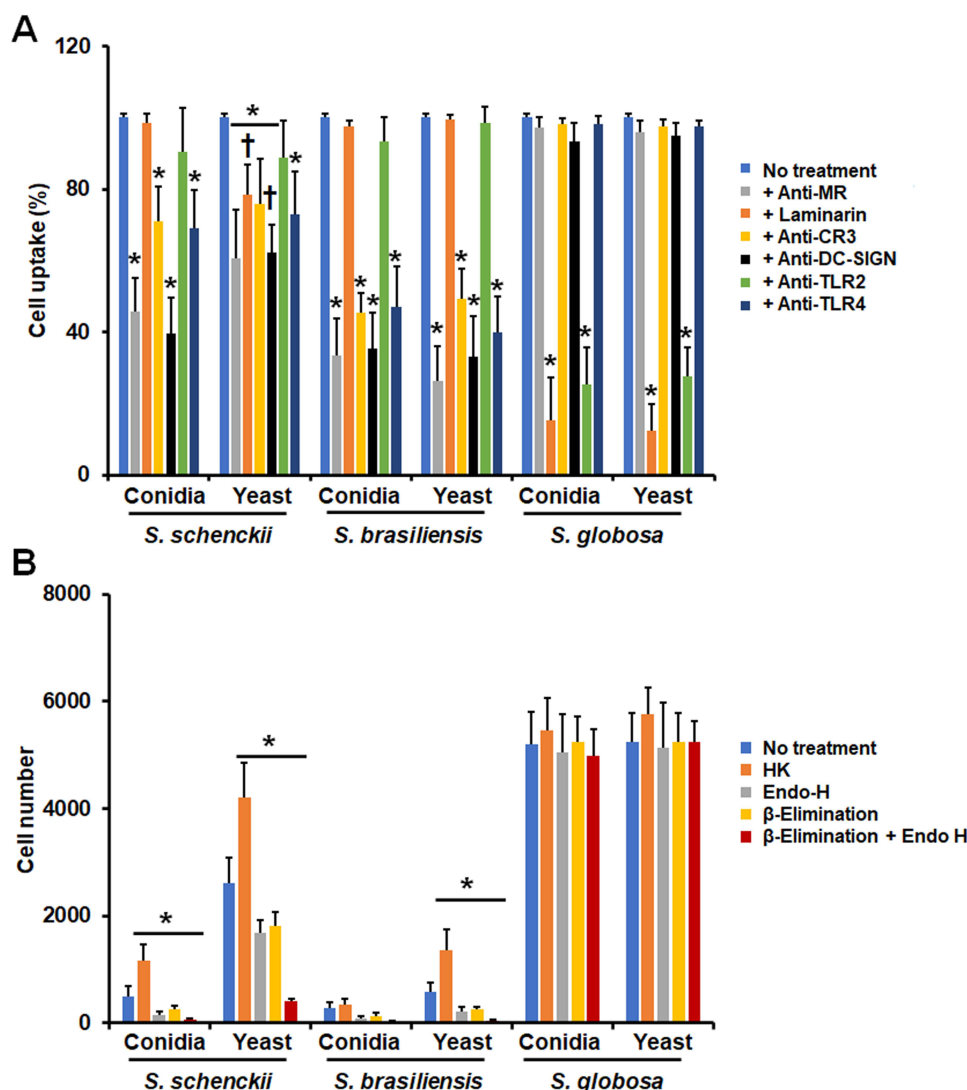 A
Cell uptake (%)
120
80
40
0
*
*
*
*
*
†
†
*
*
*
*
*
*
*
*
*
*
*
*
*
Conidia Yeast Conidia Yeast Conidia Yeast
S. schenckii S. brasiliensis S. globosa
No treatment
+ Anti-MR
+ Laminarin
+ Anti-CR3
+ Anti-DC-SIGN
+ Anti-TLR2
+ Anti-TLR4
B
Cell number
8000
6000
4000
2000
0
*
*
*
Conidia Yeast Conidia Yeast Conidia Yeast
S. schenckii S. brasiliensis S. globosa
No treatment
HK
Endo-H
β-Elimination
β-Elimination + Endo H